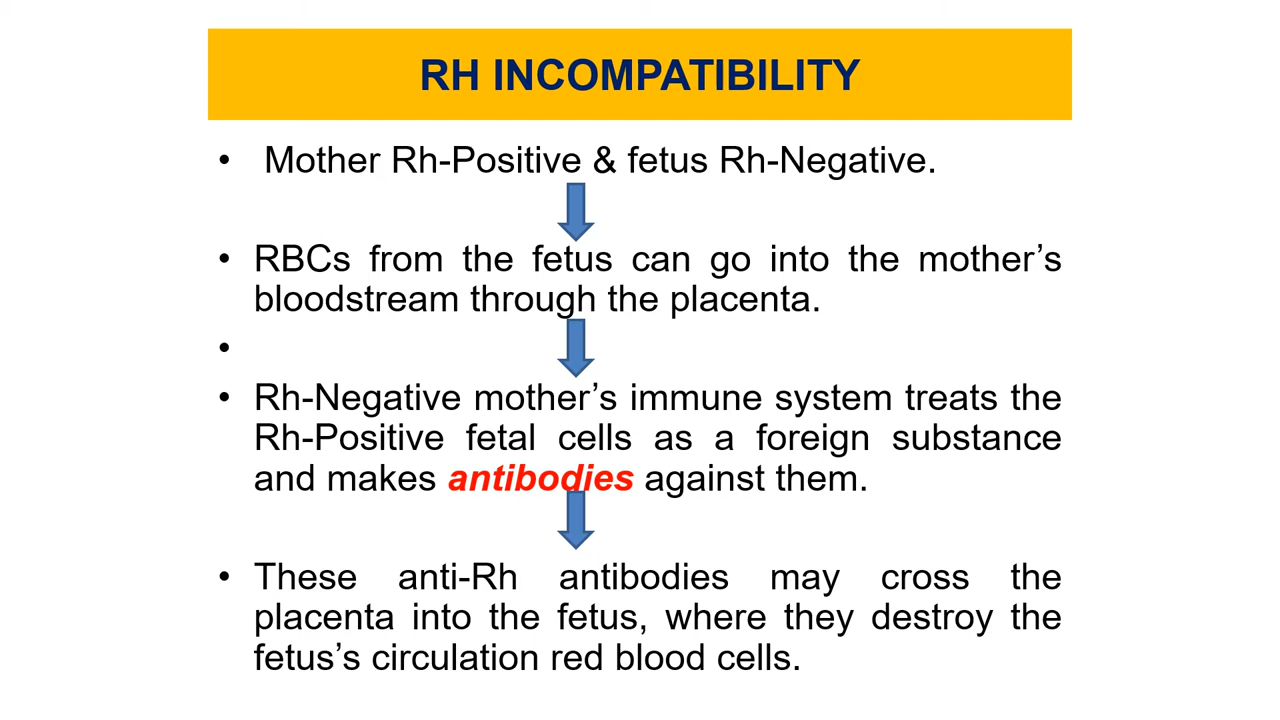 RH INCOMPATIBILITY
• Mother Rh-Positive & fetus Rh-Negative.
• RBCs from the fetus can go into the mother’s
bloodstream through the placenta.
•
• Rh-Negative mother’s immune system treats the
Rh-Positive fetal cells as a foreign substance
and makes antibodies against them.
• These anti-Rh antibodies may cross the
placenta into the fetus, where they destroy the
fetus’s circulation red blood cells.